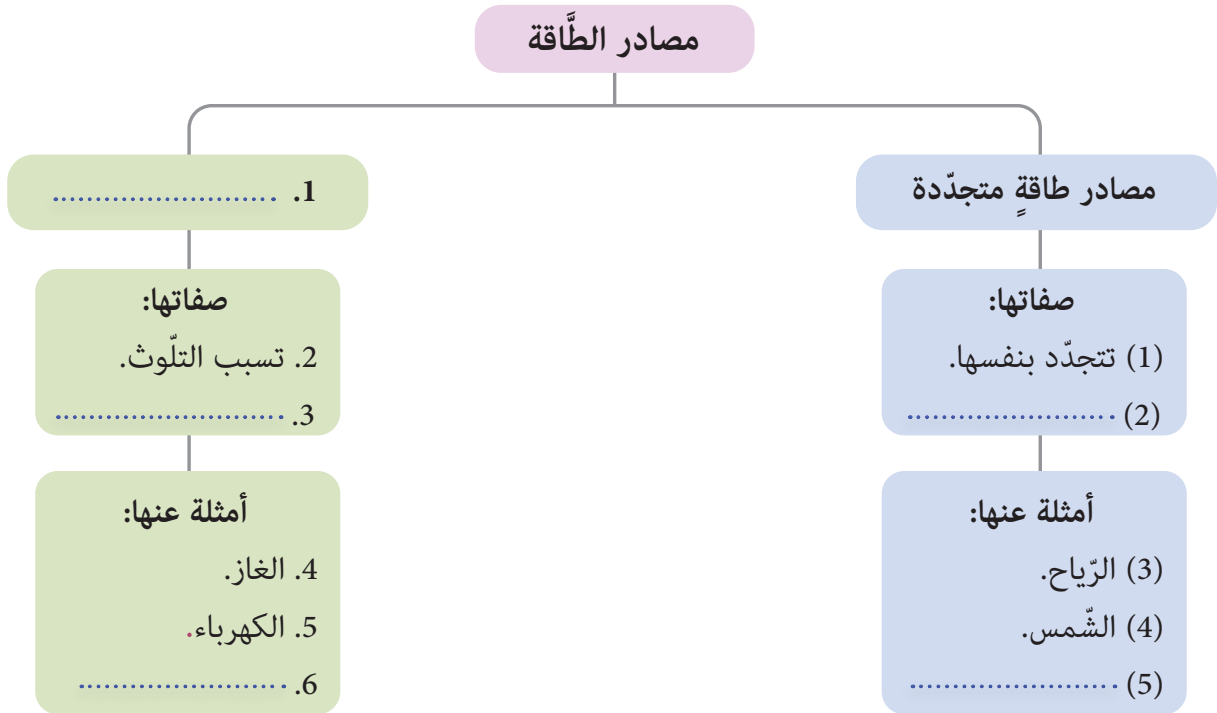 مصادر الطَّاقة
مصادر طاقةٍ متجدّدة
صفاتها:
(1) تتجدّد بنفسها.
(2) ........................
أمثلة عنها:
(3) الرّياح.
(4) الشّمس.
(5) ........................
1. ..........................
صفاتها:
2. تسبب التلّوث.
3. ..........................
أمثلة عنها:
4. الغاز.
5. الكهرباء.
6. ........................